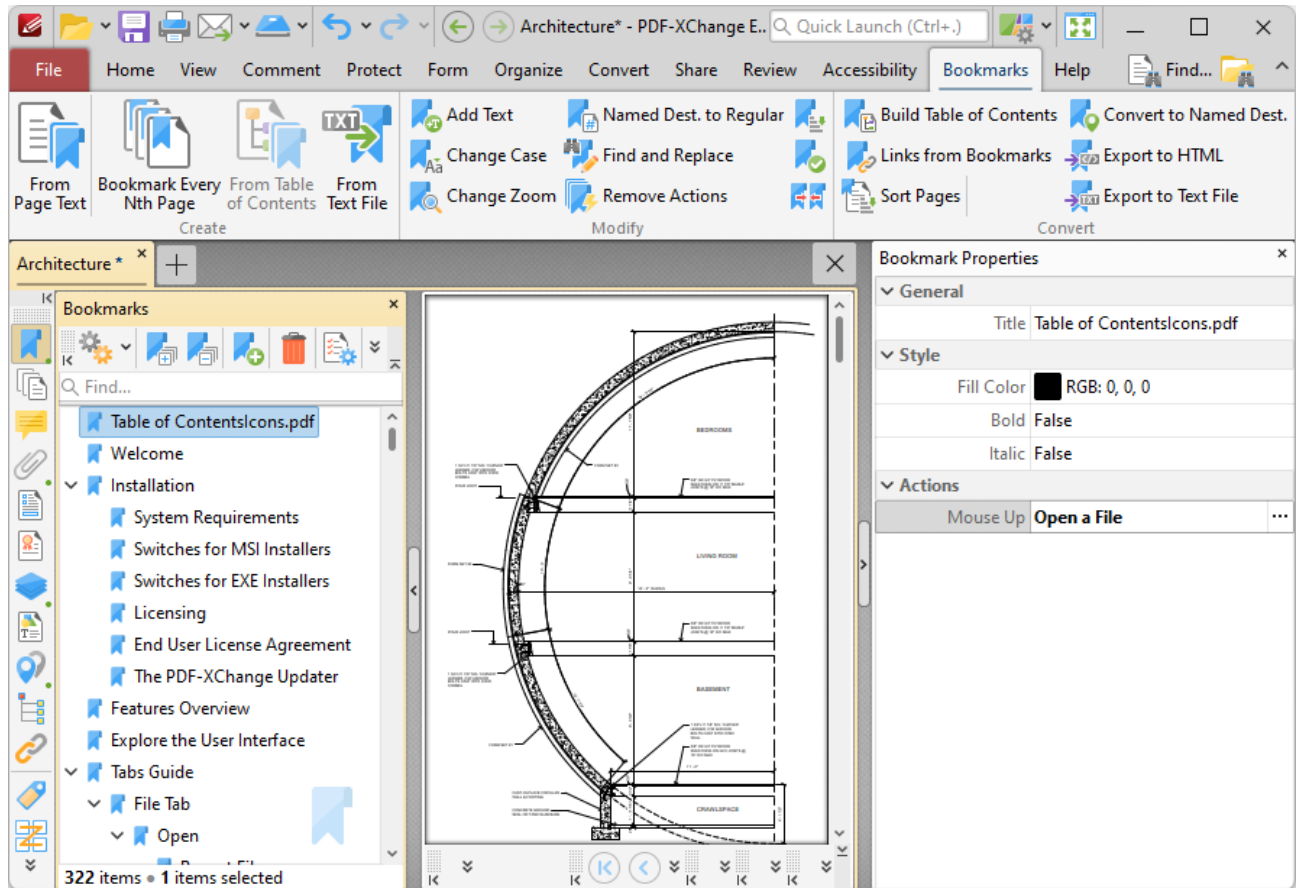 Architecture* - PDF-XChange E..
Quick Launch (Ctrl+.)
File
Home
View
Comment
Protect
Form
Organize
Convert
Share
Review
Accessibility
Bookmarks
Help
Find...
From
Page Text
Bookmark Every
Nth Page
From Table
of Contents
TXT
From
Text File
Create
Add Text
Change Case
Change Zoom
Named Dest. to Regular
Find and Replace
Remove Actions
Modify
Build Table of Contents
Links from Bookmarks
Sort Pages
Convert to Named Dest.
Export to HTML
Export to Text File
Convert
Architecture *
Bookmarks
Find...
Table of ContentsIcons.pdf
Welcome
Installation
System Requirements
Switches for MSI Installers
Switches for EXE Installers
Licensing
End User License Agreement
The PDF-XChange Updater
Features Overview
Explore the User Interface
Tabs Guide
File Tab
Open
322 items • 1 items selected
BEDROOMS
LIVING ROOM
BASEMENT
CRAWLSPACE
Bookmark Properties
General
Title Table of ContentsIcons.pdf
Style
Fill Color RGB: 0, 0, 0
Bold False
Italic False
Actions
Mouse Up Open a File ...